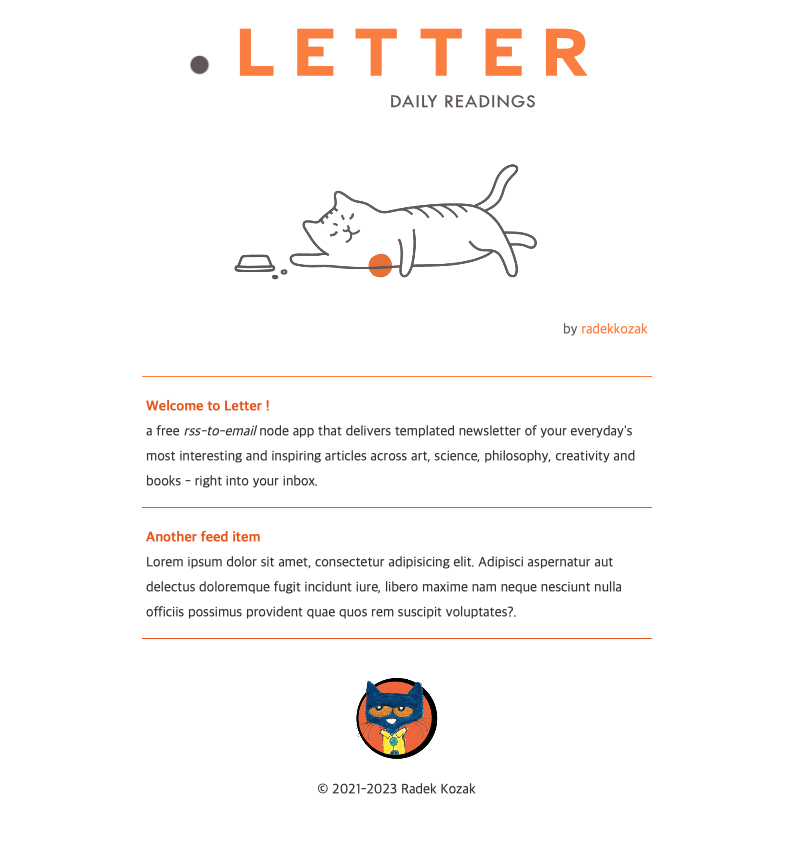 LETTER
DAILY READINGS
by radekkozak
Welcome to Letter !
a free rss-to-email node app that delivers templated newsletter of your everyday's
most interesting and inspiring articles across art, science, philosophy, creativity and
books - right into your inbox.
Another feed item
Lorem ipsum dolor sit amet, consectetur adipisicing elit. Adipisci aspernatur aut
delectus doloremque fugit incidunt iure, libero maxime nam neque nesciunt nulla
officiis possimus provident quae quos rem suscipit voluptates?.
© 2021-2023 Radek Kozak